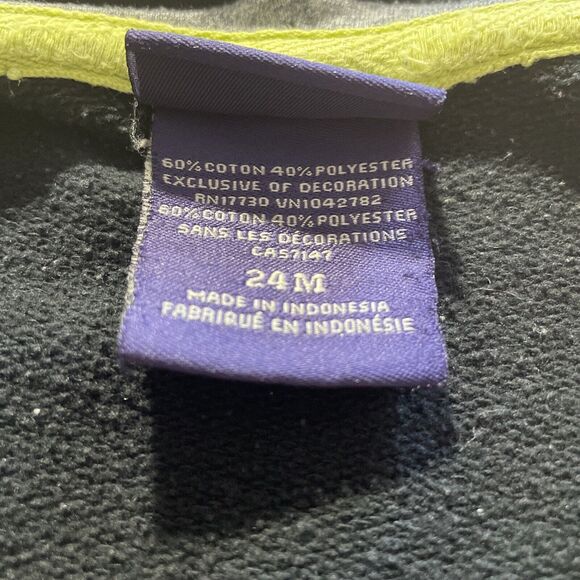 60% COTON 40% POLYESTER
EXCLUSIVE OF DECORATION
RN17730 VN1042782
60% COTON 40% POLYESTER
SANS LES DÉCORATIONS
CA57147
24M
MADE IN INDONESIA
FABRIQUÉ EN INDONÉSIE